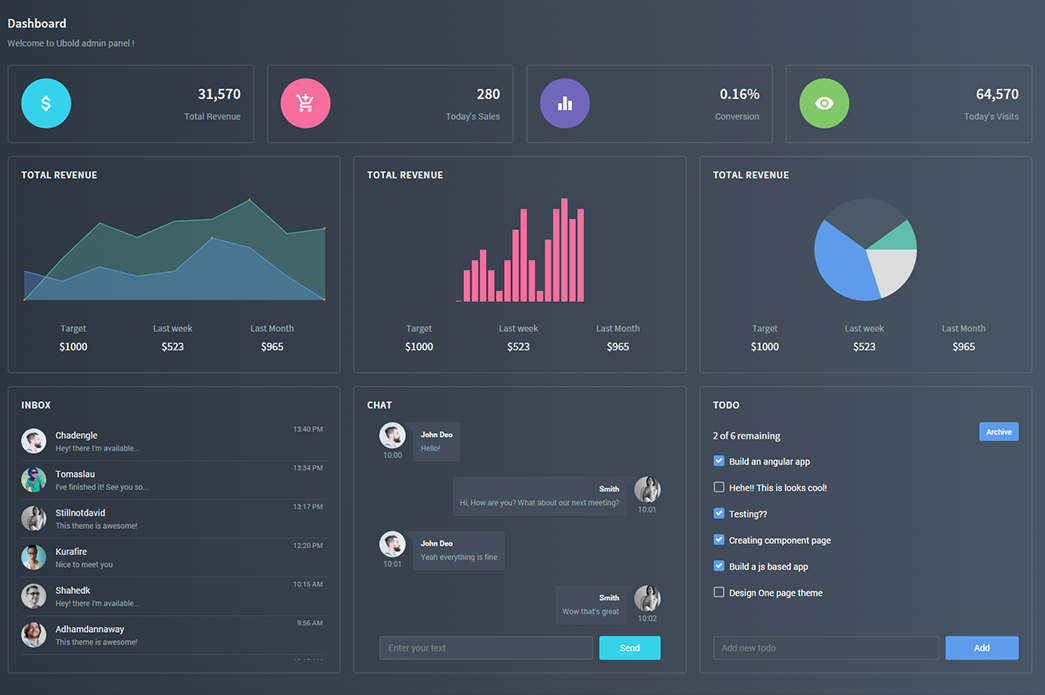 Dashboard
Welcome to Ubold admin panel !
$
31,570
Total Revenue
280
Today's Sales
0.16%
Conversion
64,570
Today's Visits
TOTAL REVENUE
Target
Last week
Last Month
$1000
$523
$965
TOTAL REVENUE
Target
Last week
Last Month
$1000
$523
$965
TOTAL REVENUE
Target
Last week
Last Month
$1000
$523
$965
INBOX
Chadengle
13:40 PM
Hey! there I'm available...
Tomaslau
13:34 PM
I've finished it! See you so...
Stillnotdavid
13:17 PM
This theme is awesome!
Kurafire
12:20 PM
Nice to meet you
Shahedk
10:15 AM
Hey! there I'm available...
Adhamdannaway
9:56 AM
This theme is awesome!
CHAT
John Deo
Hello!
10:00
Smith
Hi, How are you? What about our next meeting?
10:01
John Deo
Yeah everything is fine
10:01
Smith
Wow that's great
10:02
Enter your text
Send
TODO
2 of 6 remaining
Archive
Build an angular app
Hehe!! This is looks cool!
Testing??
Creating component page
Build a js based app
Design One page theme
Add new todo
Add